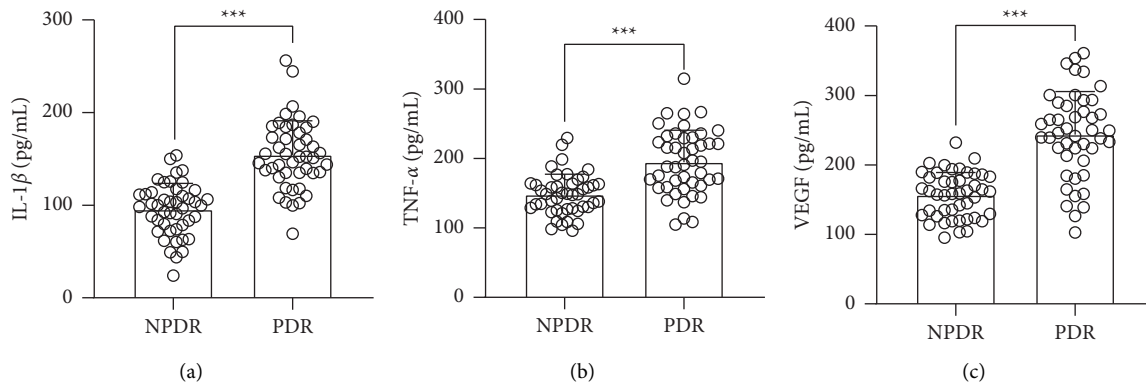 ***
300
200
100
0
IL-1β (pg/mL)
NPDR
PDR
(a)
***
400
300
200
100
0
TNF-α (pg/mL)
NPDR
PDR
(b)
***
400
300
200
100
0
VEGF (pg/mL)
NPDR
PDR
(c)